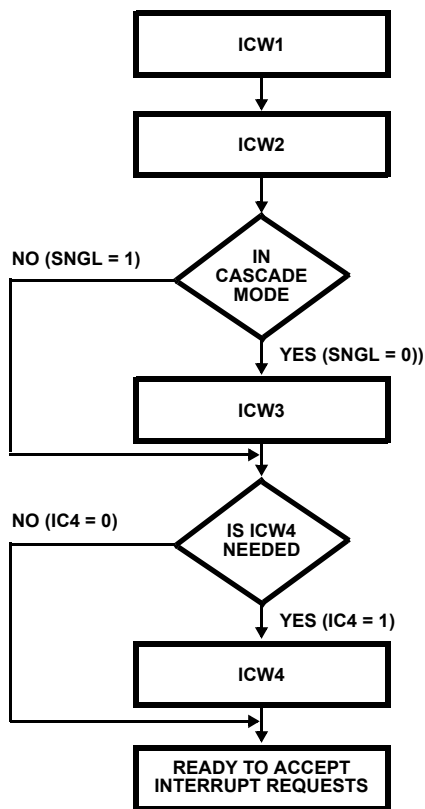 ICW1
ICW2
IN
CASCADE
MODE
NO (SNGL = 1)
YES (SNGL = 0))
ICW3
IS ICW4
NEEDED
NO (IC4 = 0)
YES (IC4 = 1)
ICW4
READY TO ACCEPT
INTERRUPT REQUESTS